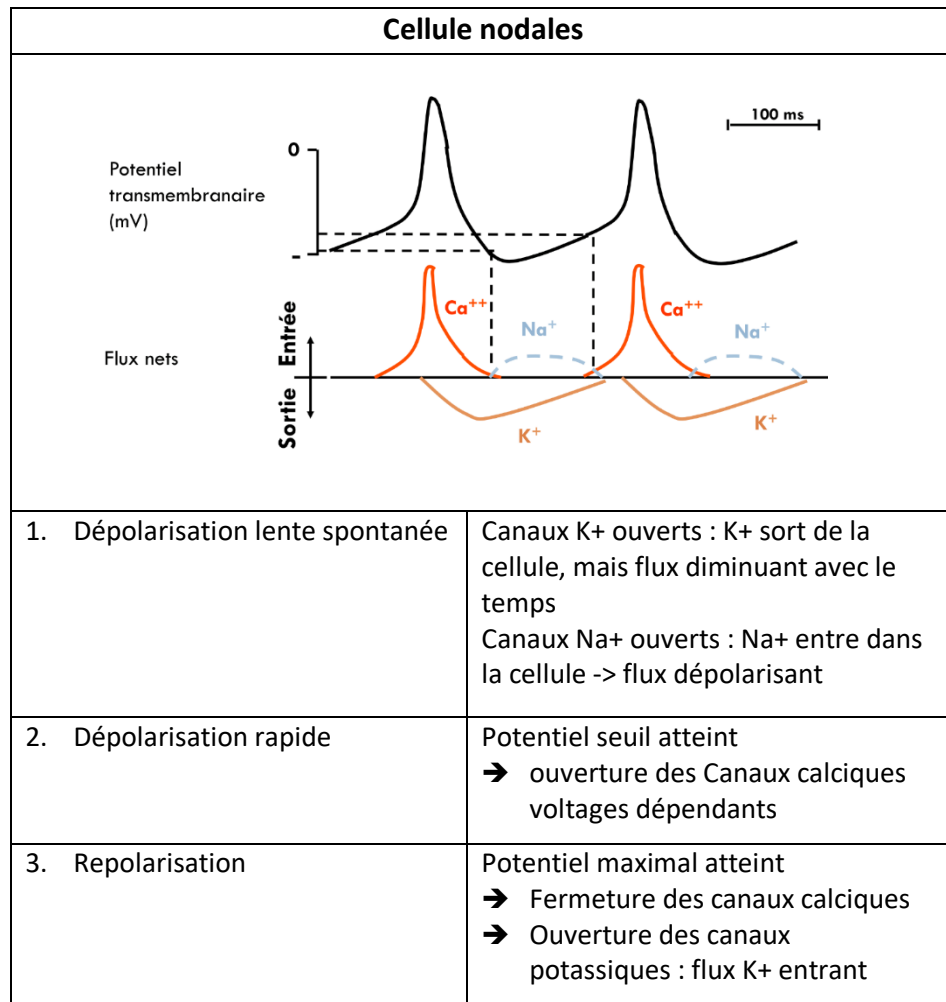 Cellule nodales
100 ms
0
Potentiel
transmembranaire
(mV)
-
Ca++
Ca++
Na+
Na+
Entrée
Flux nets
Sortie
K+
K+
1. Dépolarisation lente spontanée
Canaux K+ ouverts : K+ sort de la
cellule, mais flux diminuant avec le
temps
Canaux Na+ ouverts : Na+ entre dans
la cellule -> flux dépolarisant
2. Dépolarisation rapide
Potentiel seuil atteint
➔ ouverture des Canaux calciques
voltages dépendants
3. Repolarisation
Potentiel maximal atteint
➔ Fermeture des canaux calciques
➔ Ouverture des canaux
potassiques : flux K+ entrant